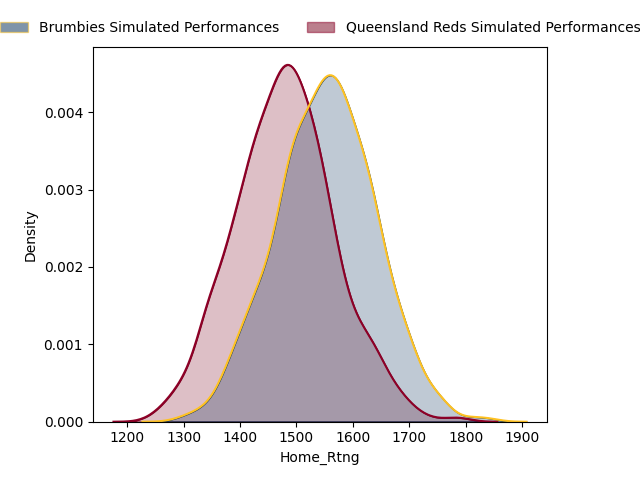 Brumbies Simulated Performances
Queensland Reds Simulated Performances
Density
0.004
0.003
0.002
0.001
0.000
1200 1300 1400 1500 1600 1700 1800 1900
Home_Rtng